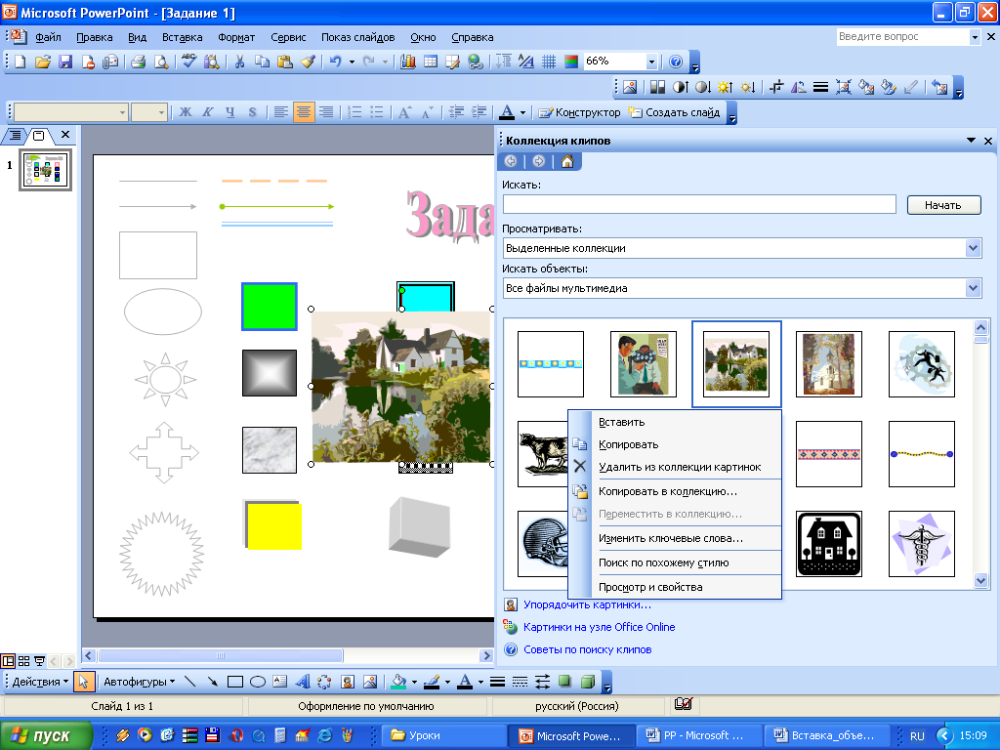 Microsoft PowerPoint - [Задание 1]
Файл Правка Вид Вставка Формат Сервис Показ слайдов Окно Справка
Введите вопрос
66%
Ж К Ч S
Конструктор Создать слайд
Коллекция клипов
1
Искать:
Начать
Просматривать:
Выделенные коллекции
Искать объекты:
Все файлы мультимедиа
Зада
Вставить
Копировать
Удалить из коллекции картинок
Копировать в коллекцию...
Переместить в коллекцию...
Изменить ключевые слова...
Поиск по похожему стилю
Просмотр и свойства
Упорядочить картинки...
Картинки на узле Office Online
Советы по поиску клипов
Действия Автофигуры
Слайд 1 из 1 Оформление по умолчанию русский (Россия)
пуск Уроки Microsoft Powe... PP - Microsoft ... Вставка_объе... RU 15:09